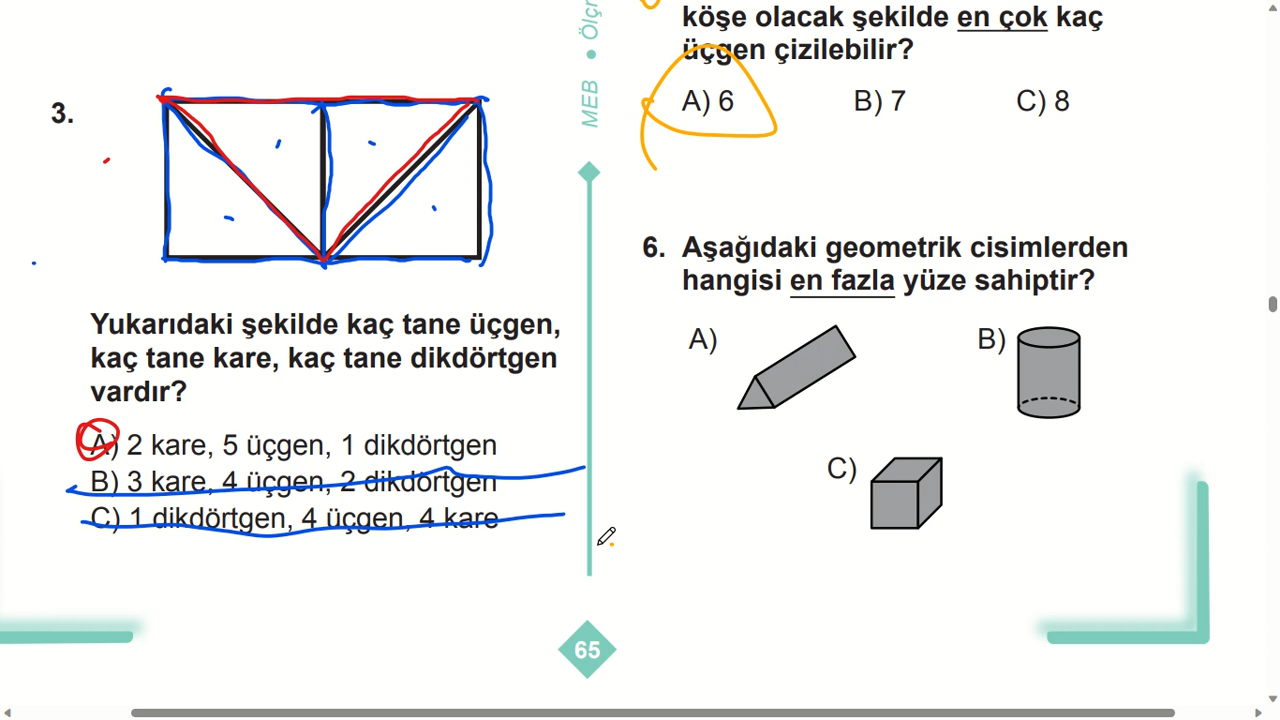 3.
Yukarıdaki şekilde kaç tane üçgen,
kaç tane kare, kaç tane dikdörtgen
vardır?
A) 2 kare, 5 üçgen, 1 dikdörtgen
B) 3 kare, 4 üçgen, 2 dikdörtgen
C) 1 dikdörtgen, 4 üçgen, 4 kare
MEB ●
köşe olacak şekilde en çok kaç
üçgen çizilebilir?
A) 6 B) 7 C) 8
6. Aşağıdaki geometrik cisimlerden
hangisi en fazla yüze sahiptir?
A) B)
C)
65